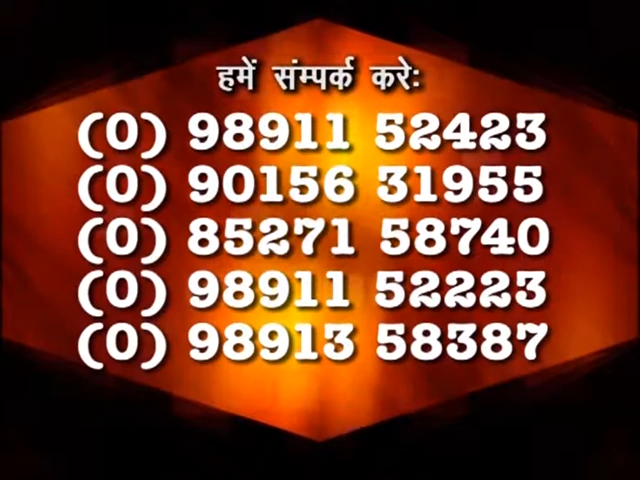 हमें संम्पर्क करे:
(0) 98911 52423
(0) 90156 31955
(0) 85271 58740
(0) 98911 52223
(0) 98913 58387